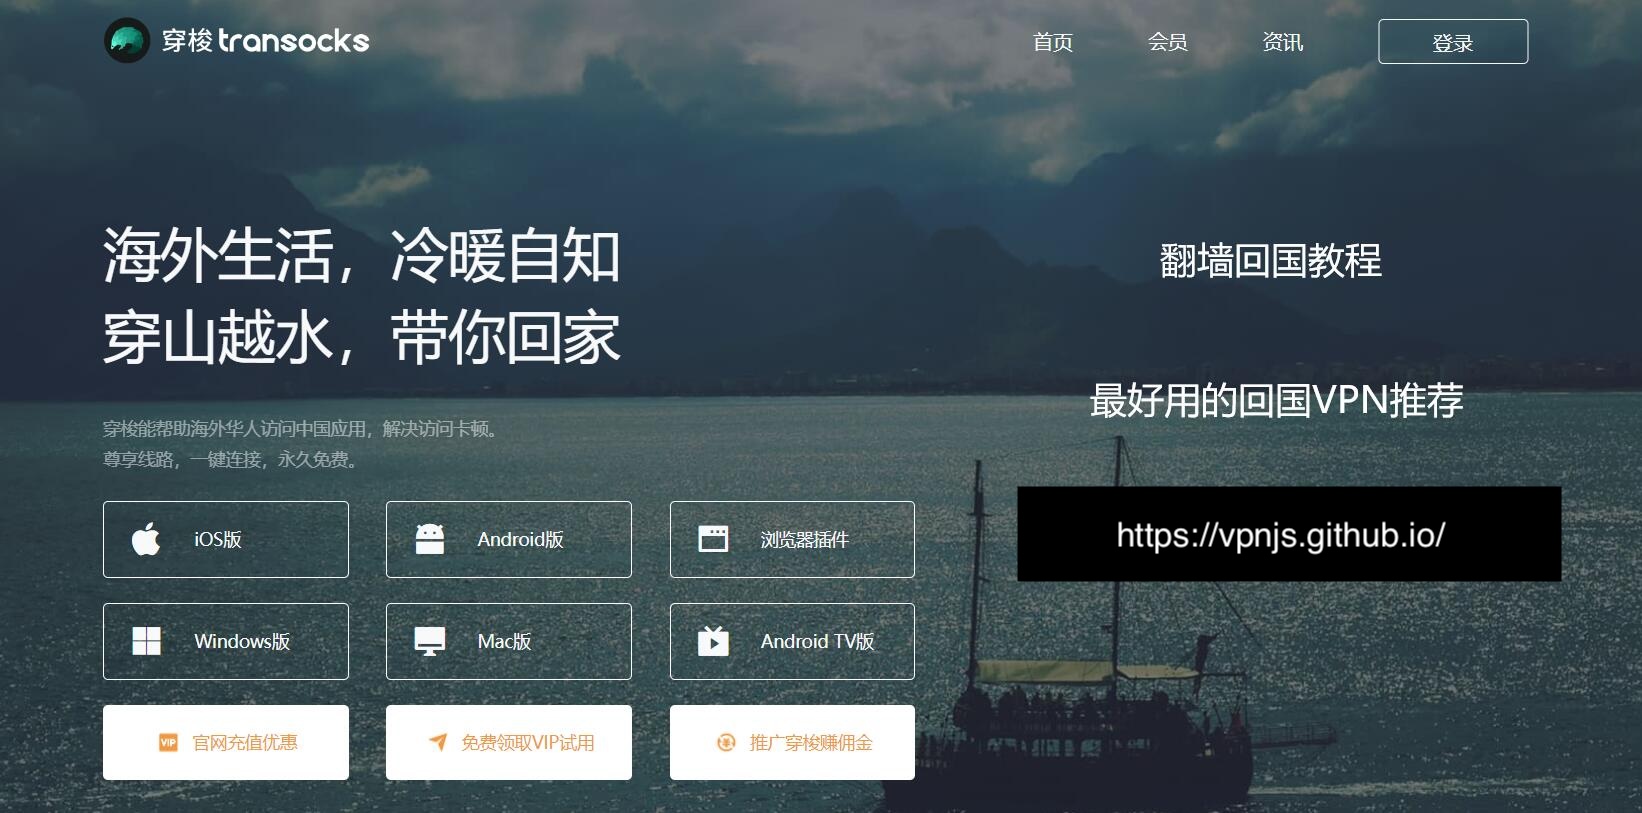 穿梭 transocks
首页 会员 资讯 登录
海外生活，冷暖自知
穿山越水，带你回家
穿梭能帮助海外华人访问中国应用，解决访问卡顿。
尊享线路，一键连接，永久免费。
iOS版 Android版 浏览器插件
Windows版 Mac版 Android TV版
VIP 官网充值优惠 免费领取VIP试用 推广穿梭赚佣金
翻墙回国教程
最好用的回国VPN推荐
https://vpnjs.github.io/